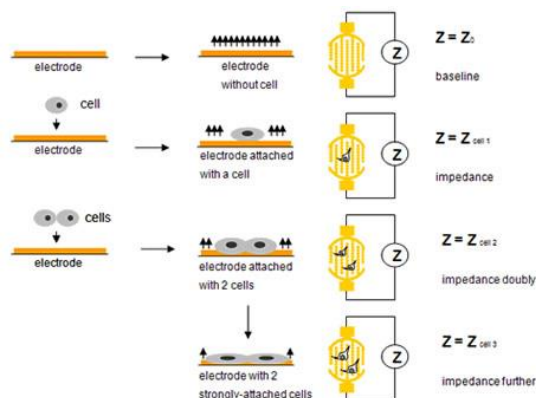 electrode
electrode
without cell
Z
Z = Z0
baseline
cell
electrode
electrode attached
with a cell
Z
Z = Z cell 1
impedance
cells
electrode
electrode attached
with 2 cells
Z
Z = Z cell 2
impedance doubly
electrode with 2
strongly-attached cells
Z
Z = Z cell 3
impedance further